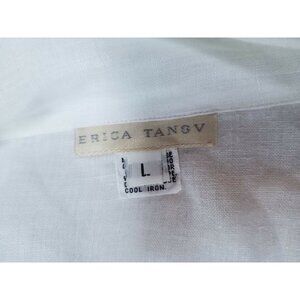 ERICA TANOV
L
COOL IRON.